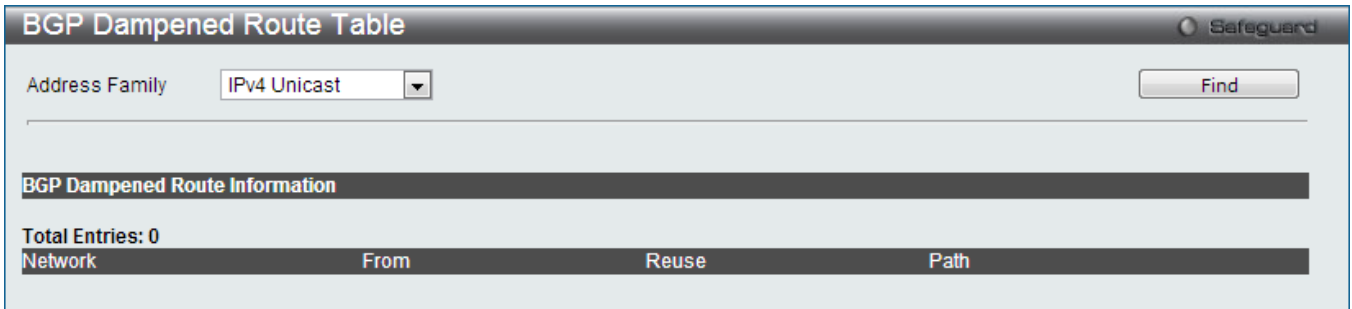 BGP Dampened Route Table
Safeguard
Address Family IPv4 Unicast Find
BGP Dampened Route Information
Total Entries: 0
Network From Reuse Path